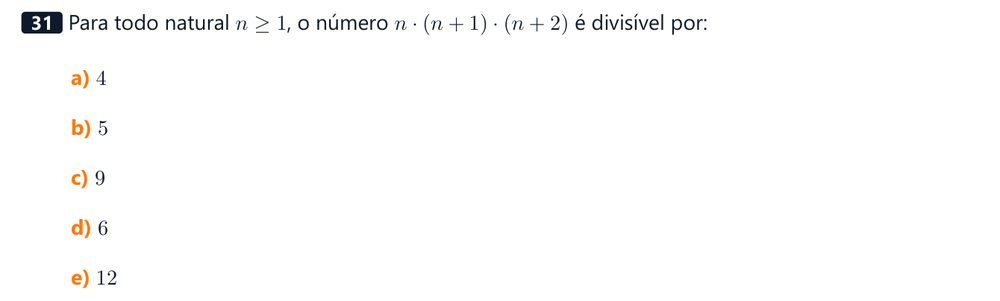 31 Para todo natural n ≥ 1, o número n · (n + 1) · (n + 2) é divisível por:
a) 4
b) 5
c) 9
d) 6
e) 12